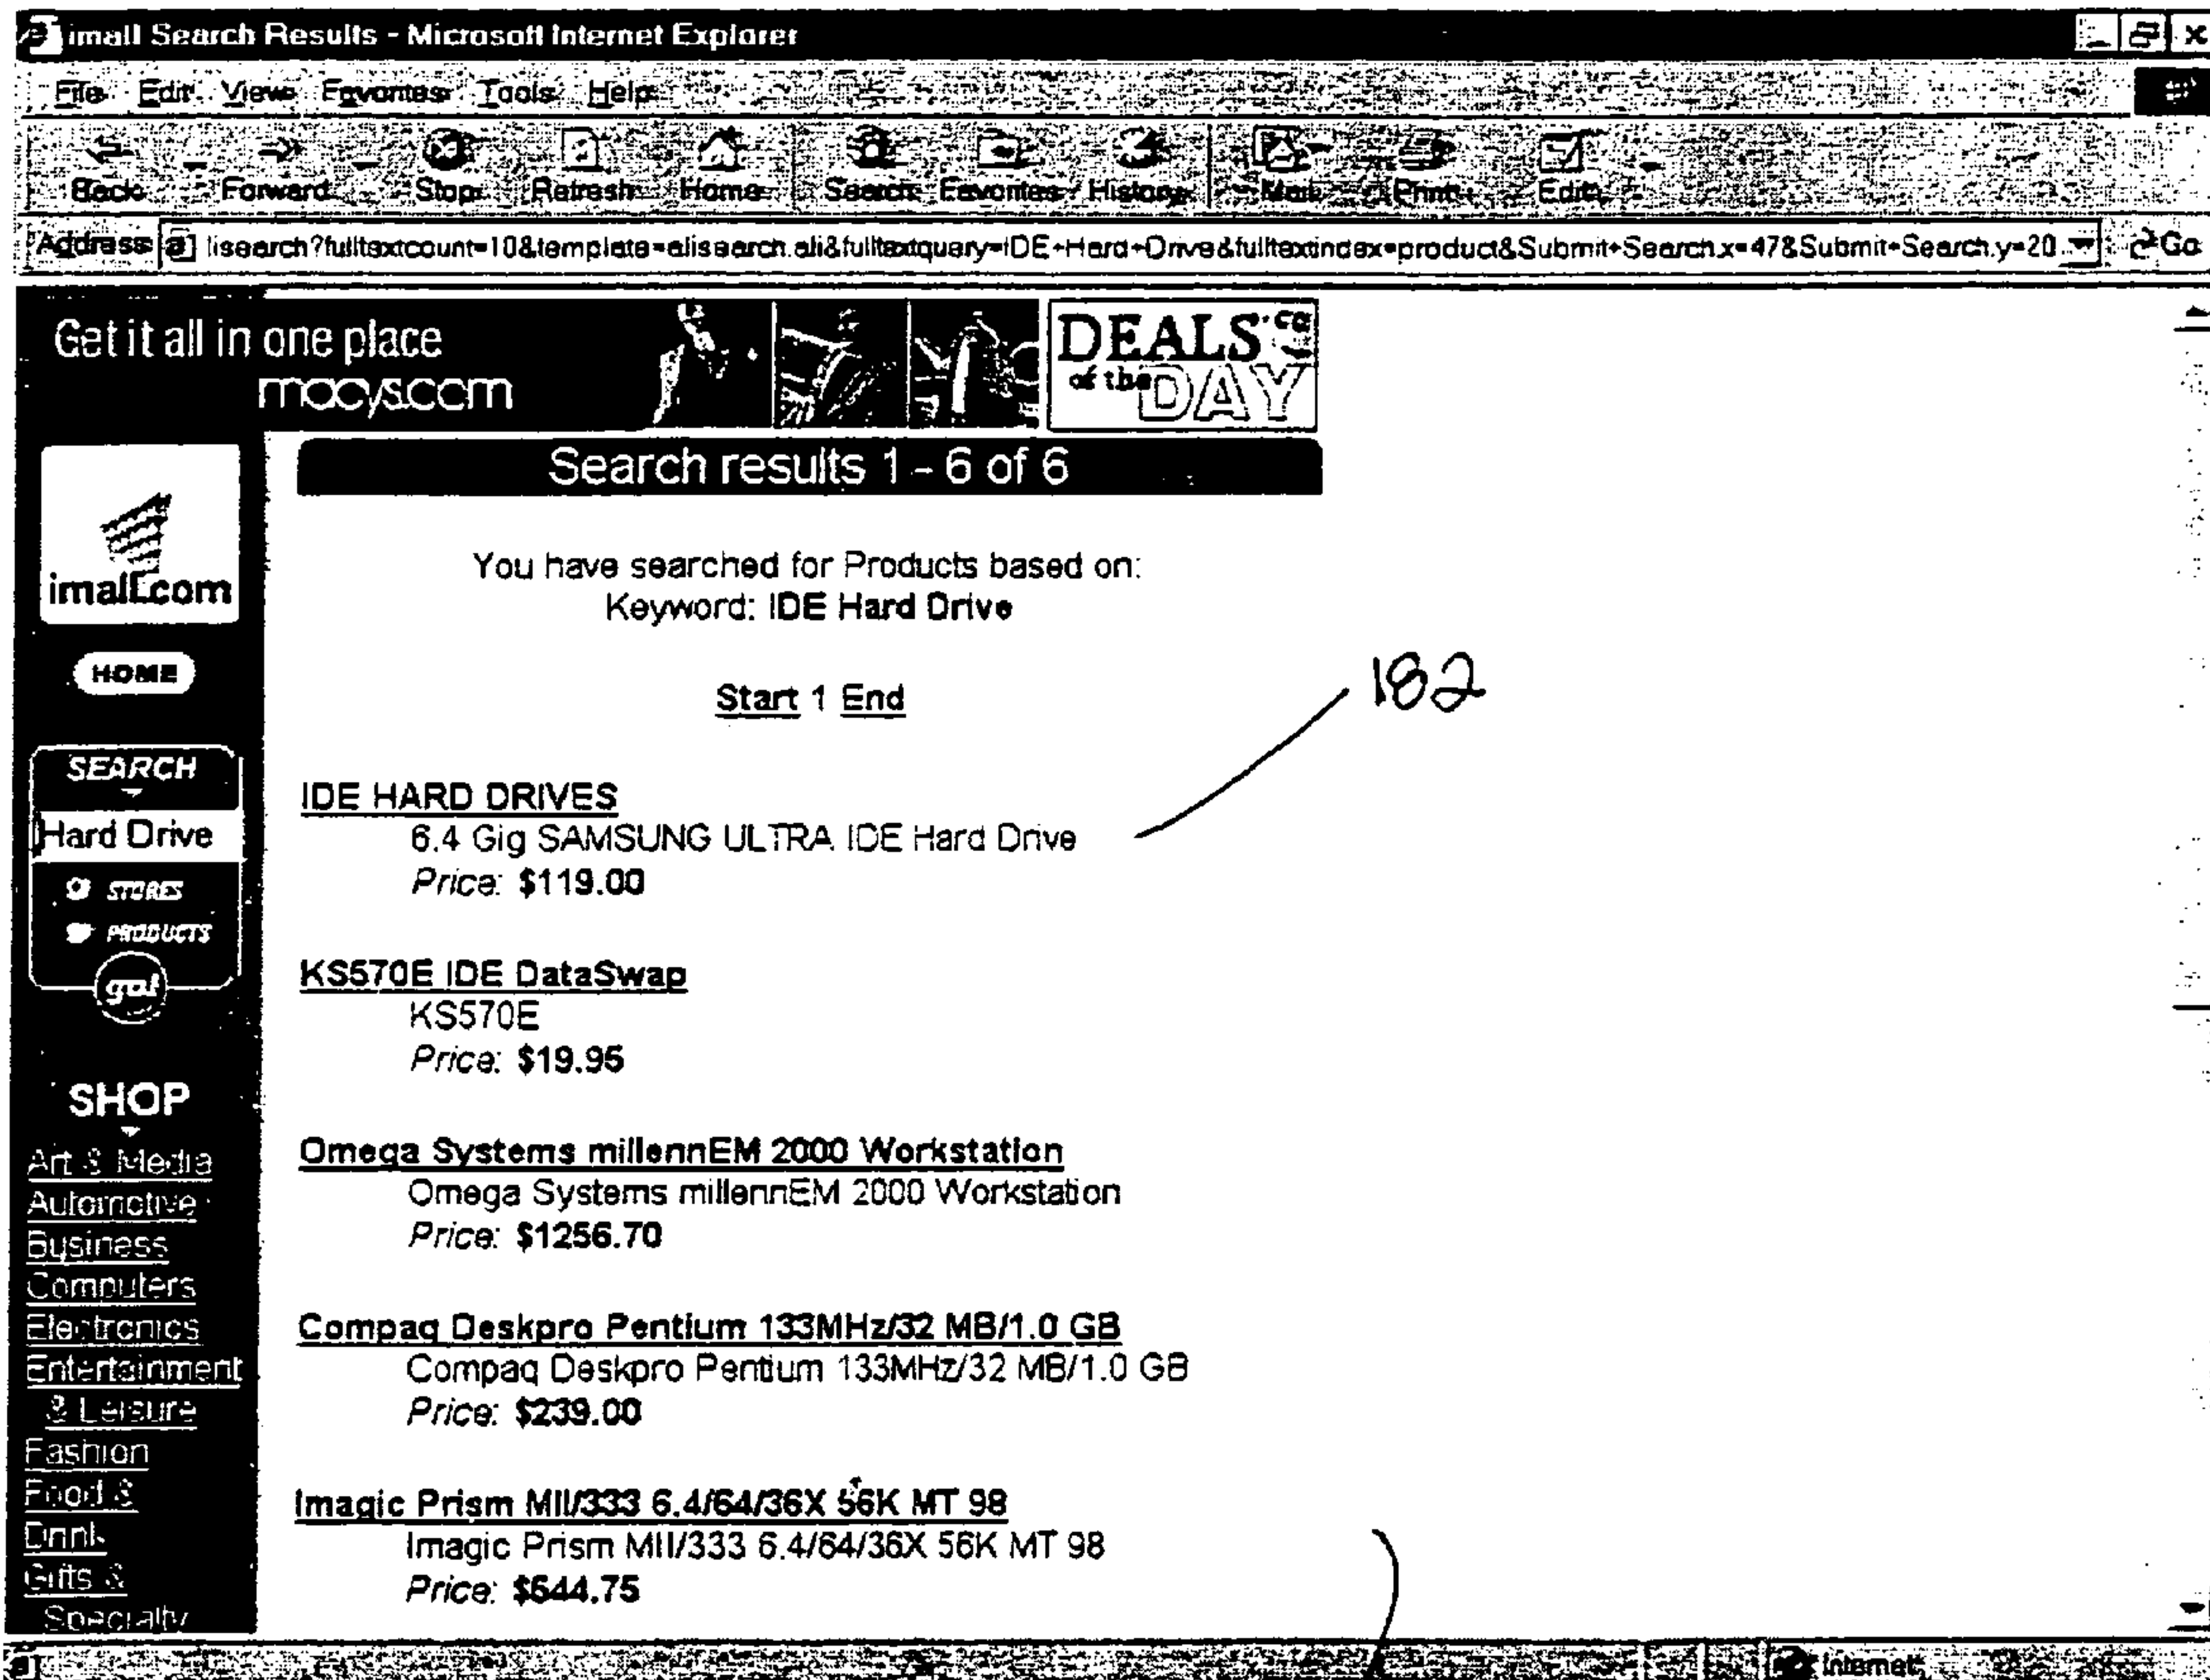 imall Search Results - Microsoft Internet Explorer
File Edit View Favorites Tools Help
Back Forward Stop Refresh Home Search Favorites History Mail Print Edit
Address lisearch?fulltextcount=10&template=alisearch.ali&fulltextquery=IDE+Hard+Drive&fulltextindex=product&Submit+Search.x=47&Submit+Search.y=20 Go
Get it all in one place
macys.com
DEALS
of the
DAY
Search results 1 - 6 of 6
imall.com
You have searched for Products based on:
Keyword: IDE Hard Drive
HOME
Start 1 End
182
SEARCH
Hard Drive
STORES
PRODUCTS
go!
IDE HARD DRIVES
6.4 Gig SAMSUNG ULTRA IDE Hard Drive
Price: $119.00
KS570E IDE DataSwap
KS570E
Price: $19.95
SHOP
Art & Media
Automotive
Business
Computers
Electronics
Entertainment
& Leisure
Fashion
Food &
Drink
Gifts &
Specialty
Omega Systems millennEM 2000 Workstation
Omega Systems millennEM 2000 Workstation
Price: $1256.70
Compaq Deskpro Pentium 133MHz/32 MB/1.0 GB
Compaq Deskpro Pentium 133MHz/32 MB/1.0 GB
Price: $239.00
Imagic Prism MII/333 6.4/64/36X 56K MT 98
Imagic Prism MII/333 6.4/64/36X 56K MT 98
Price: $544.75
Internet